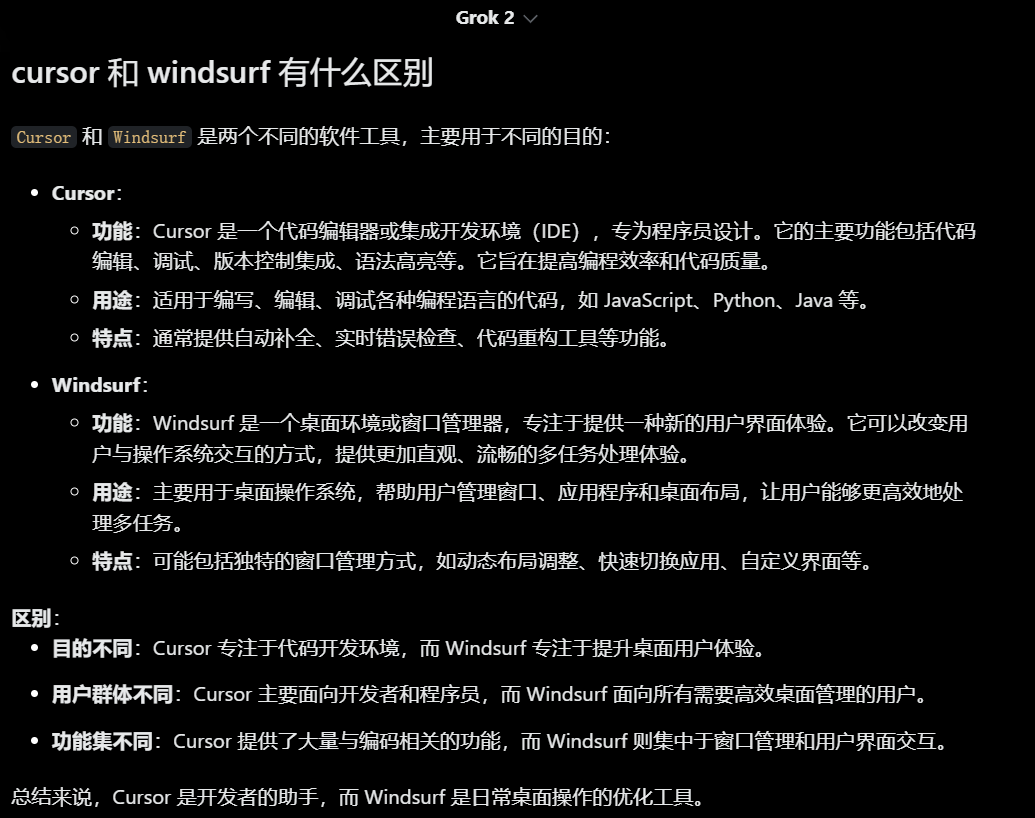 Grok 2
cursor 和 windsurf 有什么区别
Cursor 和 Windsurf 是两个不同的软件工具，主要用于不同的目的：
• Cursor：
○ 功能：Cursor 是一个代码编辑器或集成开发环境（IDE），专为程序员设计。它的主要功能包括代码
编辑、调试、版本控制集成、语法高亮等。它旨在提高编程效率和代码质量。
○ 用途：适用于编写、编辑、调试各种编程语言的代码，如 JavaScript、Python、Java 等。
○ 特点：通常提供自动补全、实时错误检查、代码重构工具等功能。
• Windsurf：
○ 功能：Windsurf 是一个桌面环境或窗口管理器，专注于提供一种新的用户界面体验。它可以改变用
户与操作系统交互的方式，提供更加直观、流畅的多任务处理体验。
○ 用途：主要用于桌面操作系统，帮助用户管理窗口、应用程序和桌面布局，让用户能够更高效地处
理多任务。
○ 特点：可能包括独特的窗口管理方式，如动态布局调整、快速切换应用、自定义界面等。
区别：
• 目的不同：Cursor 专注于代码开发环境，而 Windsurf 专注于提升桌面用户体验。
• 用户群体不同：Cursor 主要面向开发者和程序员，而 Windsurf 面向所有需要高效桌面管理的用户。
• 功能集不同：Cursor 提供了大量与编码相关的功能，而 Windsurf 则集中于窗口管理和用户界面交互。
总结来说，Cursor 是开发者的助手，而 Windsurf 是日常桌面操作的优化工具。